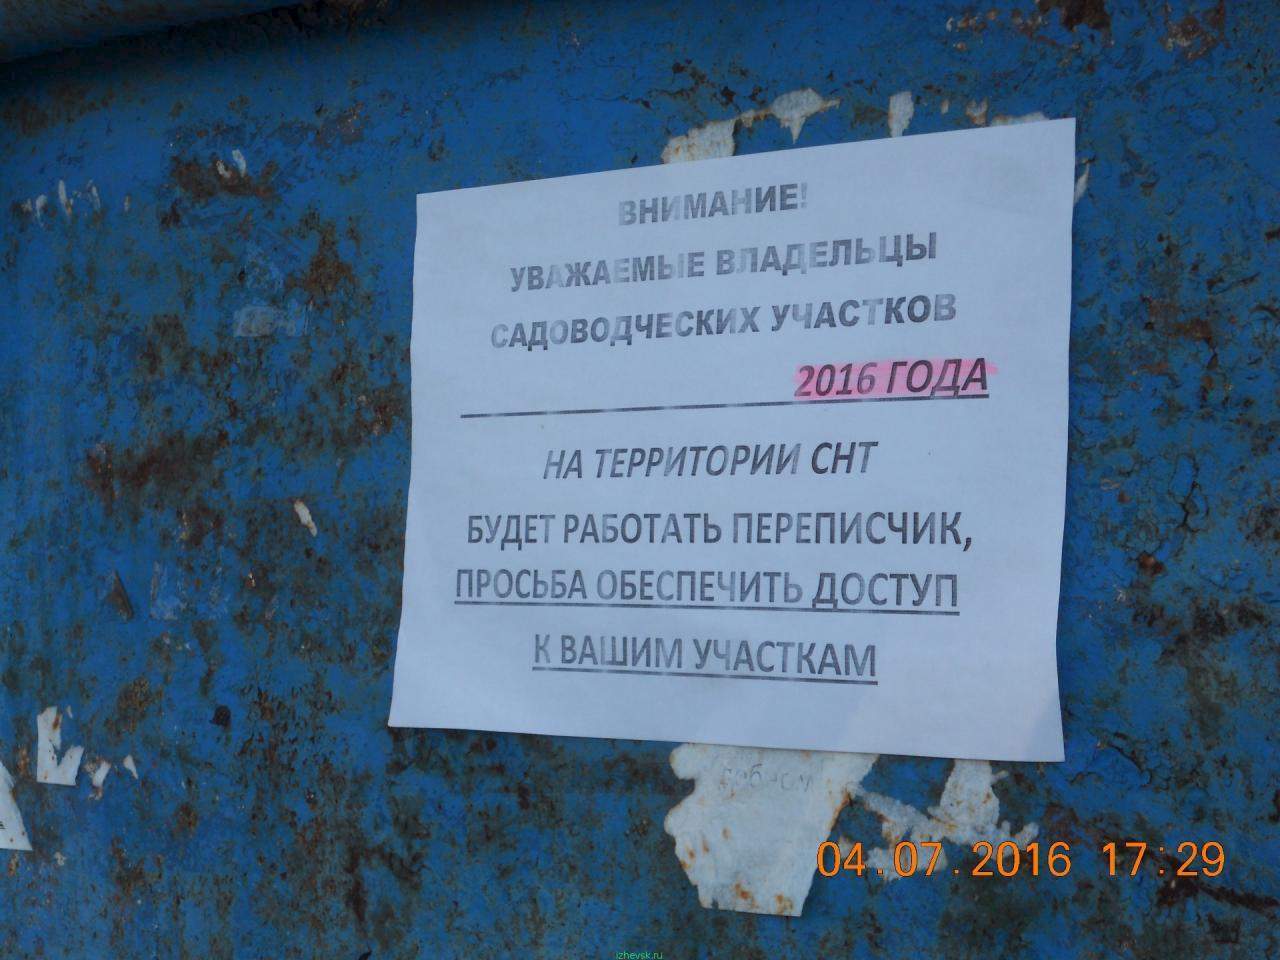 ВНИМАНИЕ!
УВАЖАЕМЫЕ ВЛАДЕЛЬЦЫ
САДОВОДЧЕСКИХ УЧАСТКОВ
2016 ГОДА
НА ТЕРРИТОРИИ СНТ
БУДЕТ РАБОТАТЬ ПЕРЕПИСЧИК,
ПРОСЬБА ОБЕСПЕЧИТЬ ДОСТУП
К ВАШИМ УЧАСТКАМ
04.07.2016 17:29
izhevsk.ru